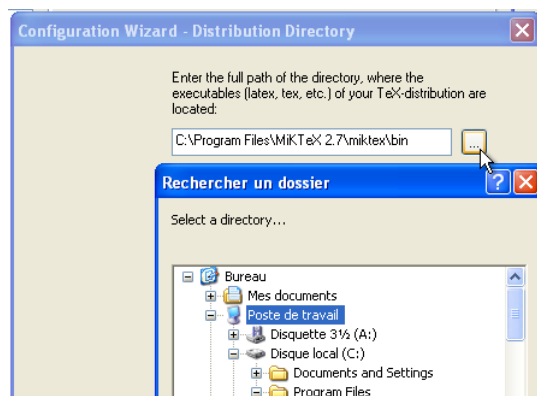 Configuration Wizard - Distribution Directory
Enter the full path of the directory, where the
executables (latex, tex, etc.) of your TeX-distribution are
located:
C:\Program Files\MiKTeX 2.7\miktex\bin
...
Rechercher un dossier
Select a directory...
Bureau
Mes documents
Poste de travail
Disquette 3½ (A:)
Disque local (C:)
Documents and Settings
Program Files